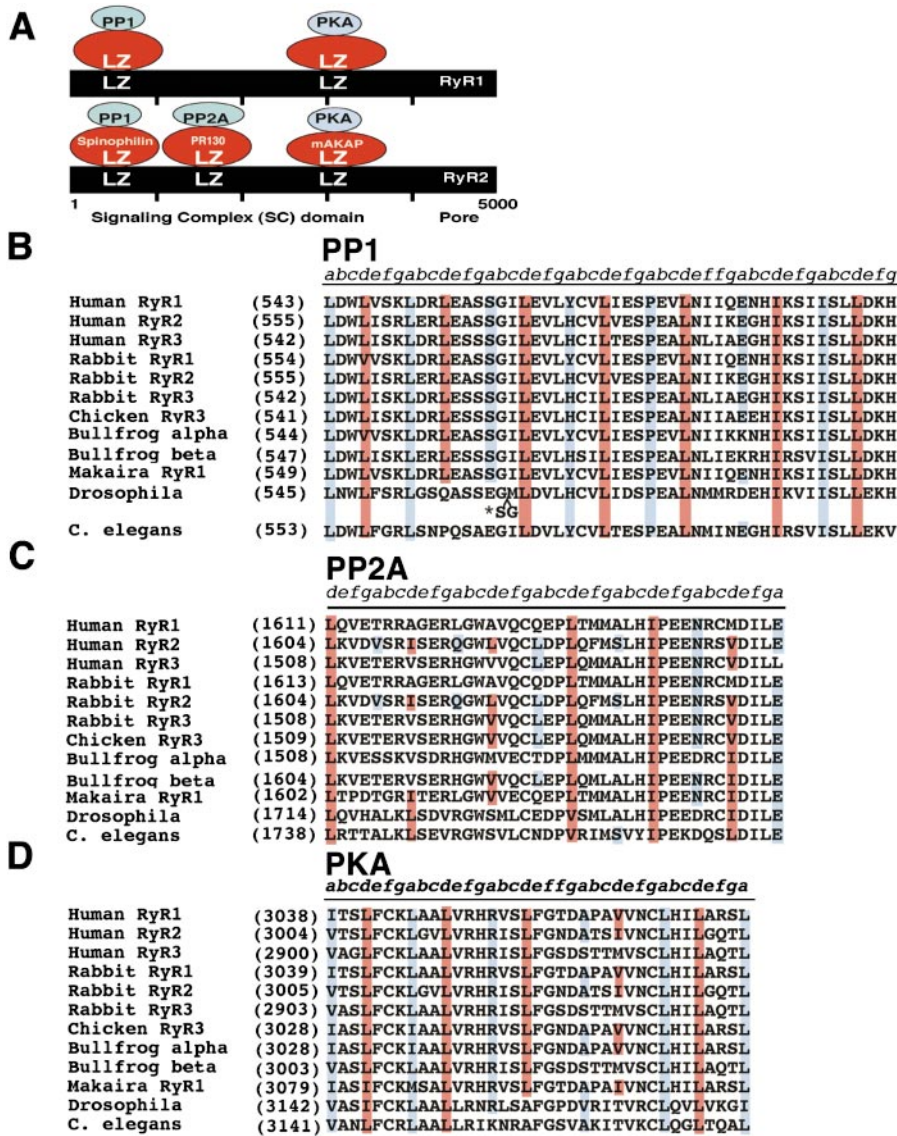 A
PP1 PKA
LZ LZ
LZ LZ RyR1
PP1 PP2A PKA
Spinophilin PR130 mAKAP
LZ LZ LZ
LZ LZ LZ RyR2
1 5000
Signaling Complex (SC) domain Pore
B
PP1
abcdefgabcdefgabcdefgabcdefgabcdeffgabcdefgabcdefg
Human RyR1 (543) LDWLVSKLDRLEASSGILEVLYCVLIESPEVLNIIQENHIKSIISLLDKH
Human RyR2 (555) LDWLISRLERLEASSGILEVLHCVLVESPEALNIIKEGHIKSIISLLDKH
Human RyR3 (542) LDWLISKLDRLESSSGILEVLHCILTESPEALNLIAEGHIKSIISLLDKH
Rabbit RyR1 (554) LDWVVSKLDRLEASSGILEVLYCVLIESPEVLNIIQENHIKSIISLLDKH
Rabbit RyR2 (555) LDWLISRLERLEASSGILEVLHCVLVESPEALNIIKEGHIKSIISLLDKH
Rabbit RyR3 (542) LDWLISKLDRLESSSGILEVLHCILIESPEALNLIAEGHIKSIISLLDKH
Chicken RyR3 (541) LDWLISKLDRLESSSGILEVLHCILIESPEALNIIAEEHIKSIISLLDKH
Bullfrog alpha (544) LDWVVSKLDRLEASSGILEVLYCVLIESPEVLNIIKKNHIKSIISLLDKH
Bullfrog beta (547) LDWLISKLERLESSSGILEVLHSILIESPEALNLIEKRHIRSVISLLDKH
Makaira RyR1 (549) LDWLVSKLDRLEASSGILEVLYCVLIESPEVLNIIQENHIKSIISLLDKH
Drosophila (545) LNWLFSRLGSQASSEGMLDVLHCVLIESPEALNMMRDEHIKVIISLLEKH
*SG
C. elegans (553) LDWLFGRLSNPQSAEGILDVLYCVLTESPEALNMINEGHIRSVISLLEKV
C
PP2A
defgabcdefgabcdefgabcdefgabcdefgabcdefga
Human RyR1 (1611) LQVETRRAGERLGWAVQCQEPLTMMALHIPEENRCMDILE
Human RyR2 (1604) LKVDVSRISERQGWLVQCLDPLQFMSLHIPEENRSVDILE
Human RyR3 (1508) LKVETERVSERHGWVVQCLEPLQMMALHIPEENRCVDILL
Rabbit RyR1 (1613) LQVETRRAGERLGWAVQCQDPLTMMALHIPEENRCMDILE
Rabbit RyR2 (1604) LKVDVSRISERQGWLVQCLDPLQFMSLHIPEENRSVDILE
Rabbit RyR3 (1508) LKVETERVSERHGWVVQCLEPLQMMALHIPEENRCVDILE
Chicken RyR3 (1509) LKVETERVSERHGWVVQCLEPLQMMALHIPEENRCVDILE
Bullfrog alpha (1508) LKVESSKVSDRHGWMVECTDPLMMMALHIPEEDRCIDILE
Bullfrog beta (1604) LKVETERVSERHGWVVQCLEPLQMLALHIPEENRCIDILE
Makaira RyR1 (1602) LTPDTGRITERLGWVVECQEPLTMMALHIPEENRCIDILE
Drosophila (1714) LQVHALKLSDVRGWSMLCEDPVSMLALHIPEEDRCIDILE
C. elegans (1738) LRTTALKLSEVRGWSVLCNDPVRIMSVYIPEKDQSLDILE
D
PKA
abcdefgabcdefgabcdeffgabcdefgabcdefga
Human RyR1 (3038) ITSLFCKLAALVRHRVSLFGTDAPAVVNCLHILARSL
Human RyR2 (3004) VTSLFCKLGVLVRHRISLFGNDATSIVNCLHILGQTL
Human RyR3 (2900) VAGLFCKLAALVRHRISLFGSDSTTMVSCLHILAQTL
Rabbit RyR1 (3039) ITSLFCKLAALVRHRVSLFGTDAPAVVNCLHILARSL
Rabbit RyR2 (3005) VTSLFCKLGVLVRHRISLFGNDATSIVNCLHILGQTL
Rabbit RyR3 (2903) VASLFCKLAALVRHRISLFGSDSTTMVSCLHILAQTL
Chicken RyR3 (3028) IASLFCKIAALVRHRVSLFGNDAPAVVNCLHILARSL
Bullfrog alpha (3028) IASLFCKIAALVRHRVSLFGNDAPAVVNCLHILARSL
Bullfrog beta (3003) VASLFCKLAALVRHRISLFGSDSTTMVNCLHILAQTL
Makaira RyR1 (3079) IASIFCKMSALVRHRVSLFGTDAPAIVNCLHILARSL
Drosophila (3142) VASIFCKLAALLRNRLSAFGPDVRITVRCLQVLVKGI
C. elegans (3141) VANLFCRLAALLRIKNRAFGSVAKITVKCLQGLTQAL